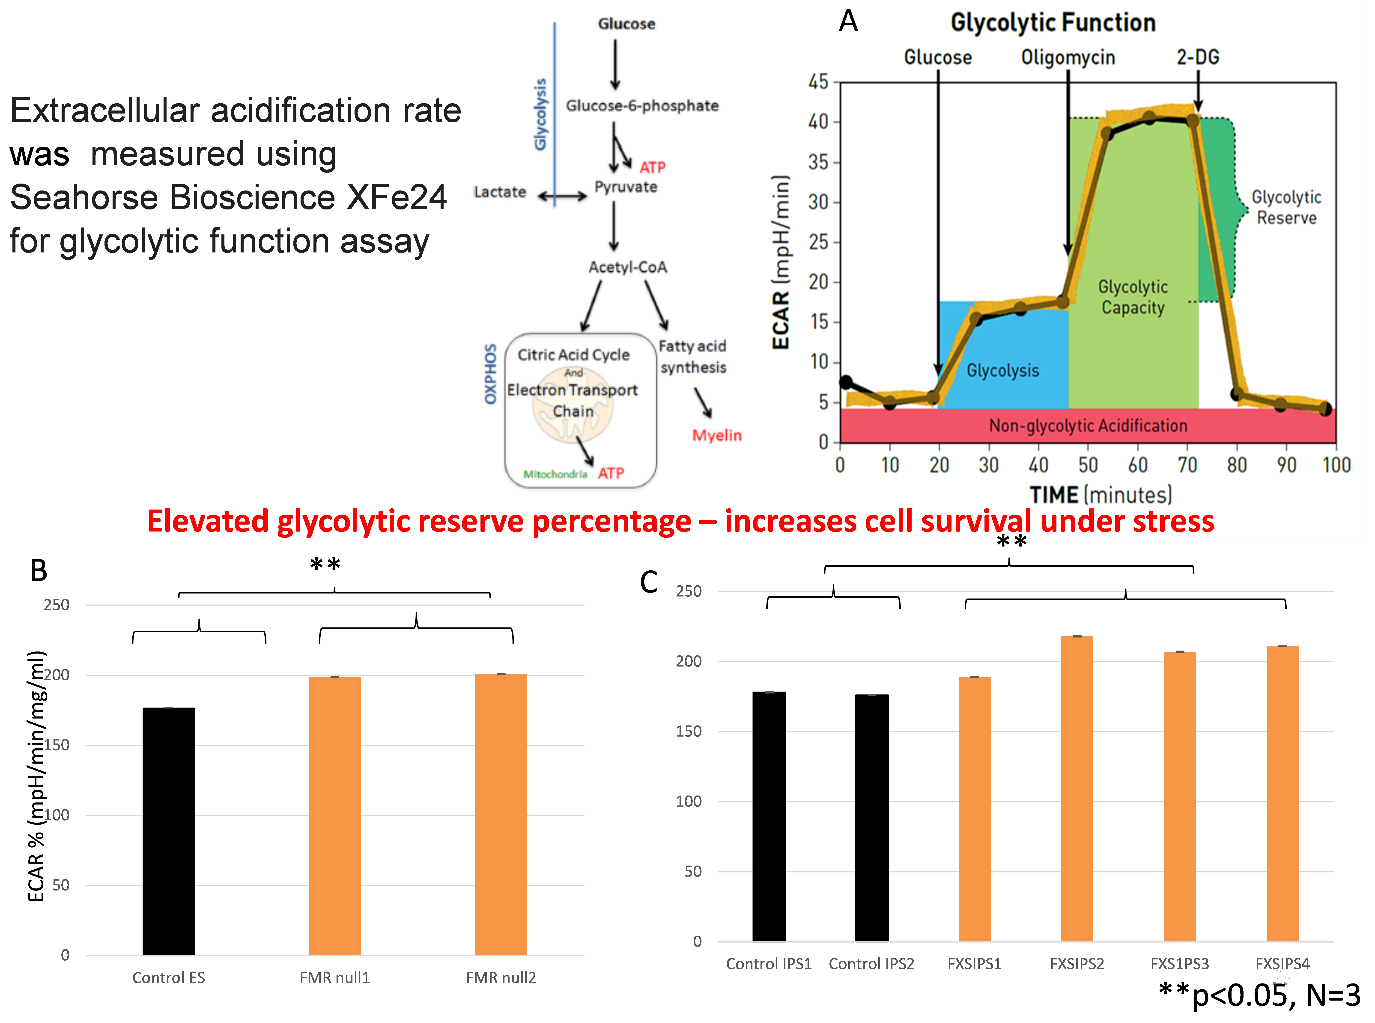 Extracellular acidification rate
was measured using
Seahorse Bioscience XFe24
for glycolytic function assay
Glucose
Glycolysis
Glucose-6-phosphate
ATP
Lactate
Pyruvate
Acetyl-CoA
OXPHOS
Citric Acid Cycle
And
Electron Transport
Chain
Mitochondria
ATP
Fatty acid
synthesis
Myelin
A
Glycolytic Function
Glucose
Oligomycin
2-DG
ECAR (mpH/min)
45
40
35
30
25
20
15
10
5
0
Glycolysis
Glycolytic
Capacity
Glycolytic
Reserve
Non-glycolytic Acidification
0 10 20 30 40 50 60 70 80 90 100
TIME (minutes)
Elevated glycolytic reserve percentage – increases cell survival under stress
B
**
ECAR % (mpH/min/mg/ml)
250
200
150
100
50
0
Control ES FMR null1 FMR null2
C
**
250
200
150
100
50
0
Control IPS1 Control IPS2 FXSIPS1 FXSIPS2 FXS1PS3 FXSIPS4
**p<0.05, N=3